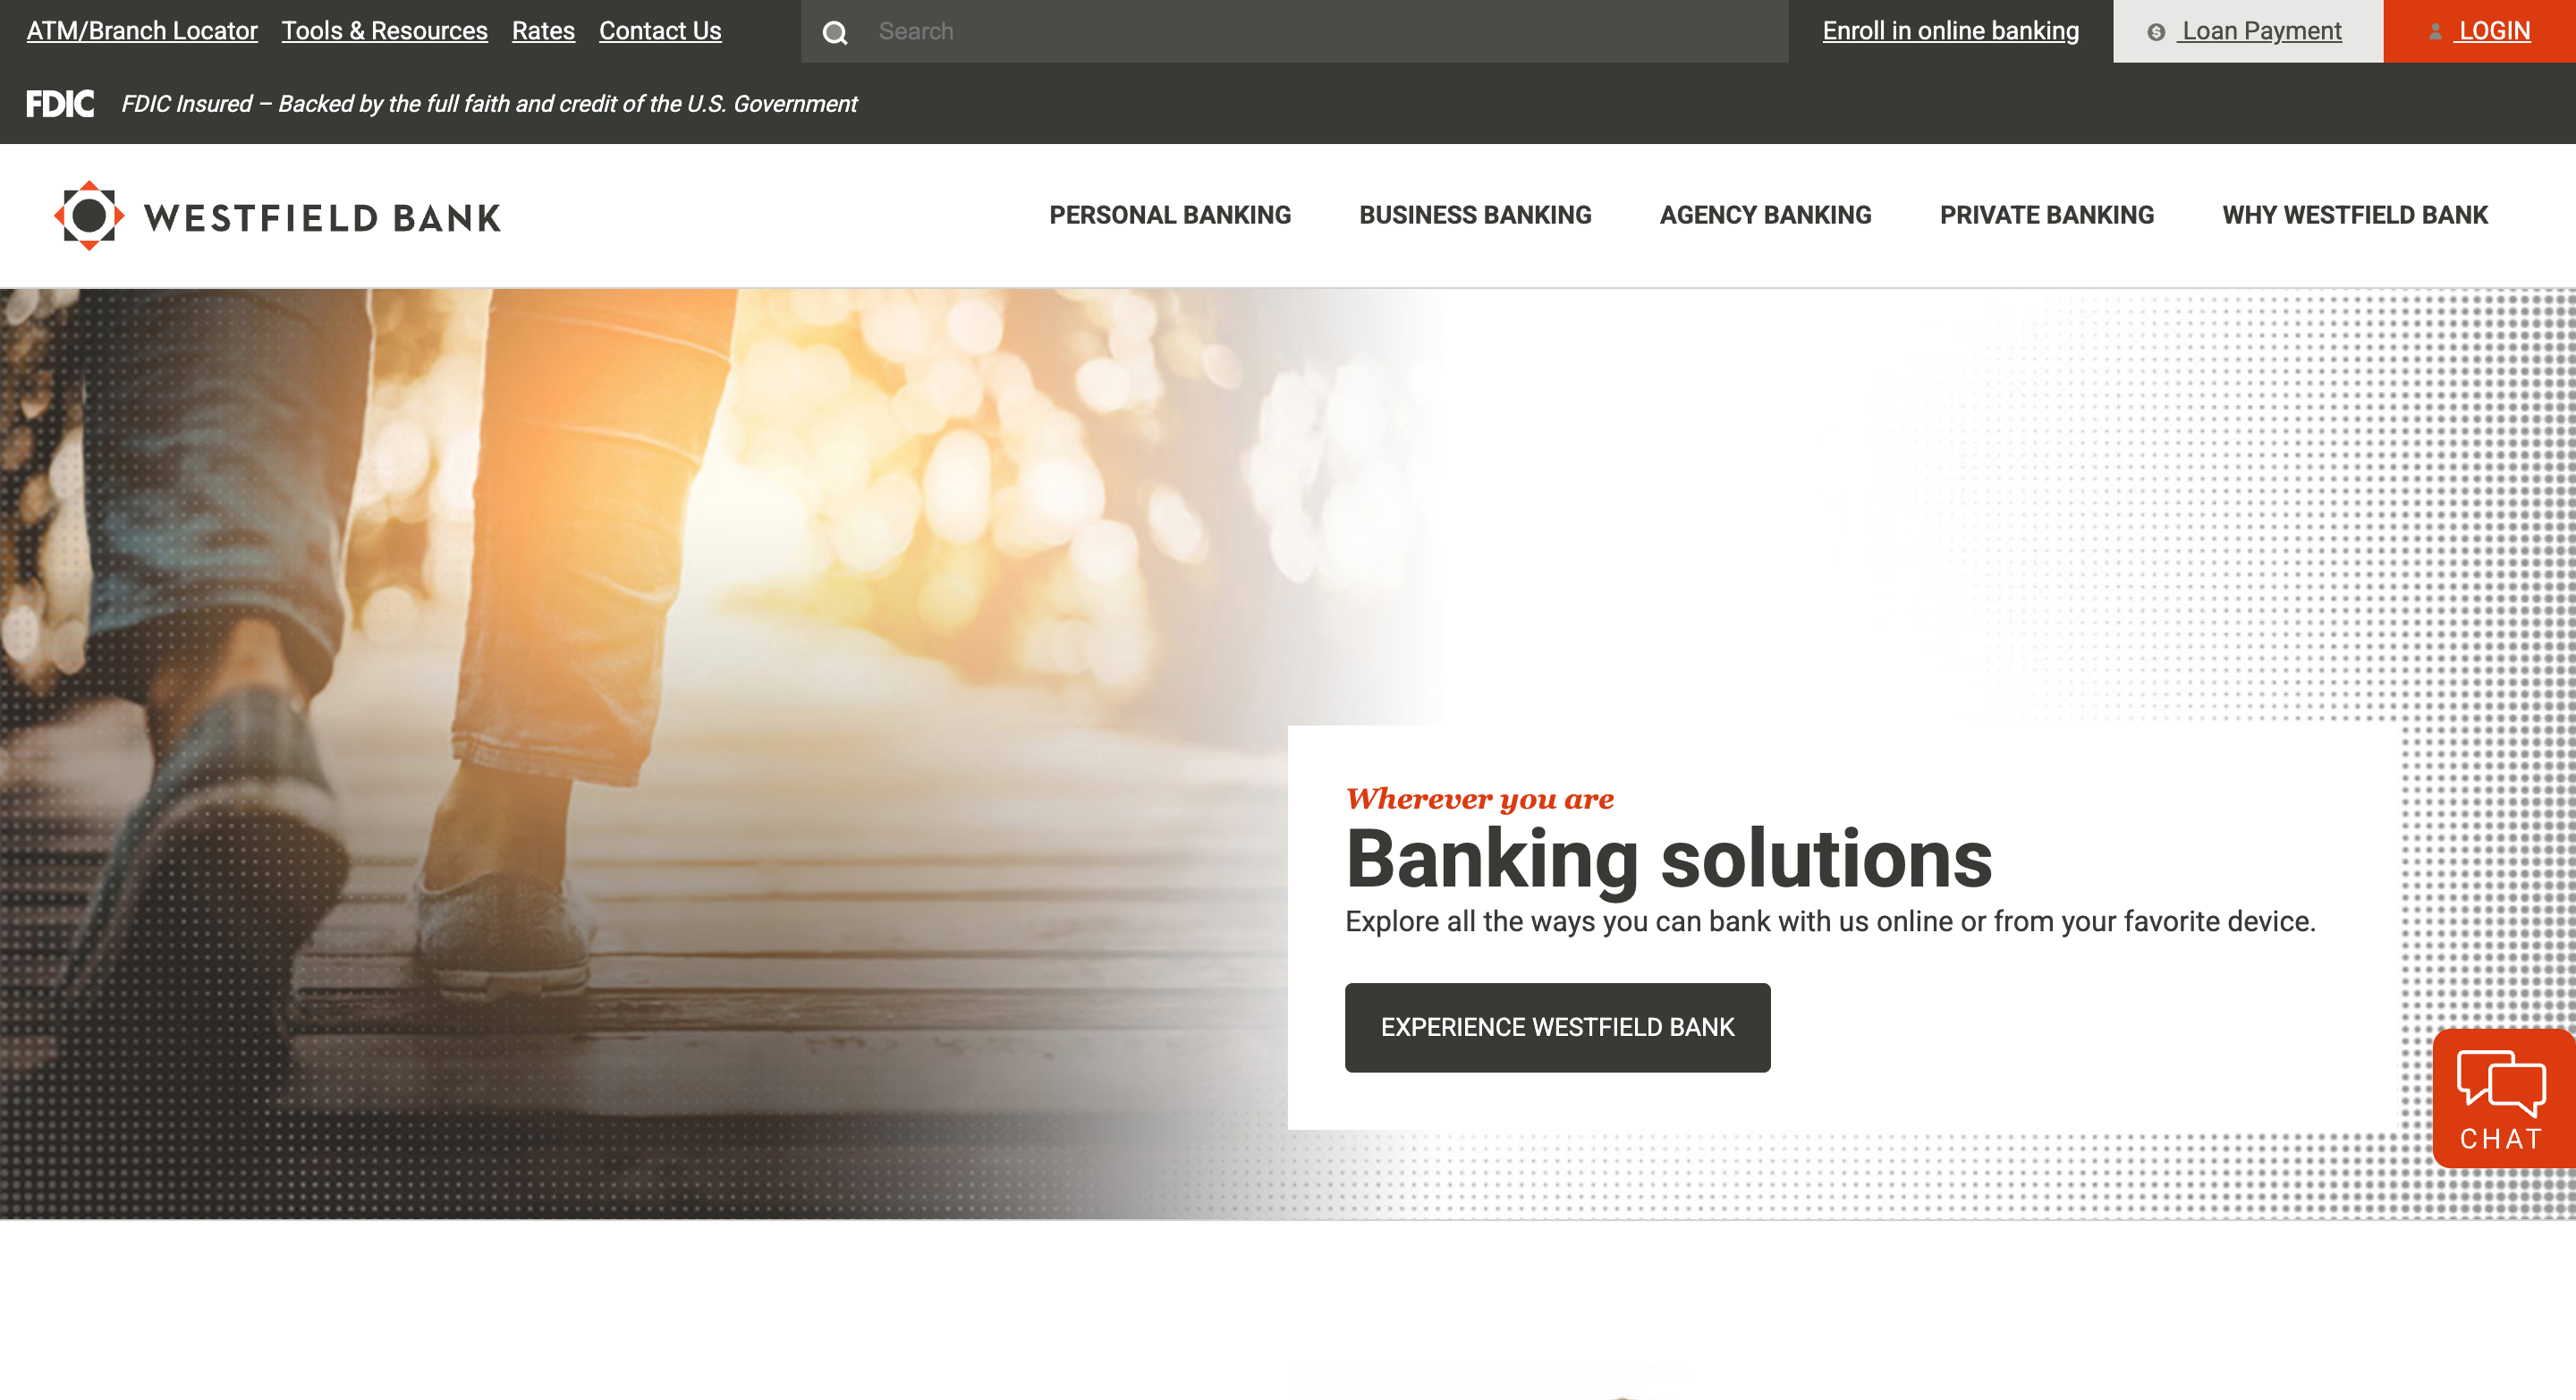 ATM/Branch Locator Tools & Resources Rates Contact Us Search Enroll in online banking Loan Payment LOGIN
FDIC FDIC Insured – Backed by the full faith and credit of the U.S. Government
WESTFIELD BANK PERSONAL BANKING BUSINESS BANKING AGENCY BANKING PRIVATE BANKING WHY WESTFIELD BANK
Wherever you are
Banking solutions
Explore all the ways you can bank with us online or from your favorite device.
EXPERIENCE WESTFIELD BANK
CHAT